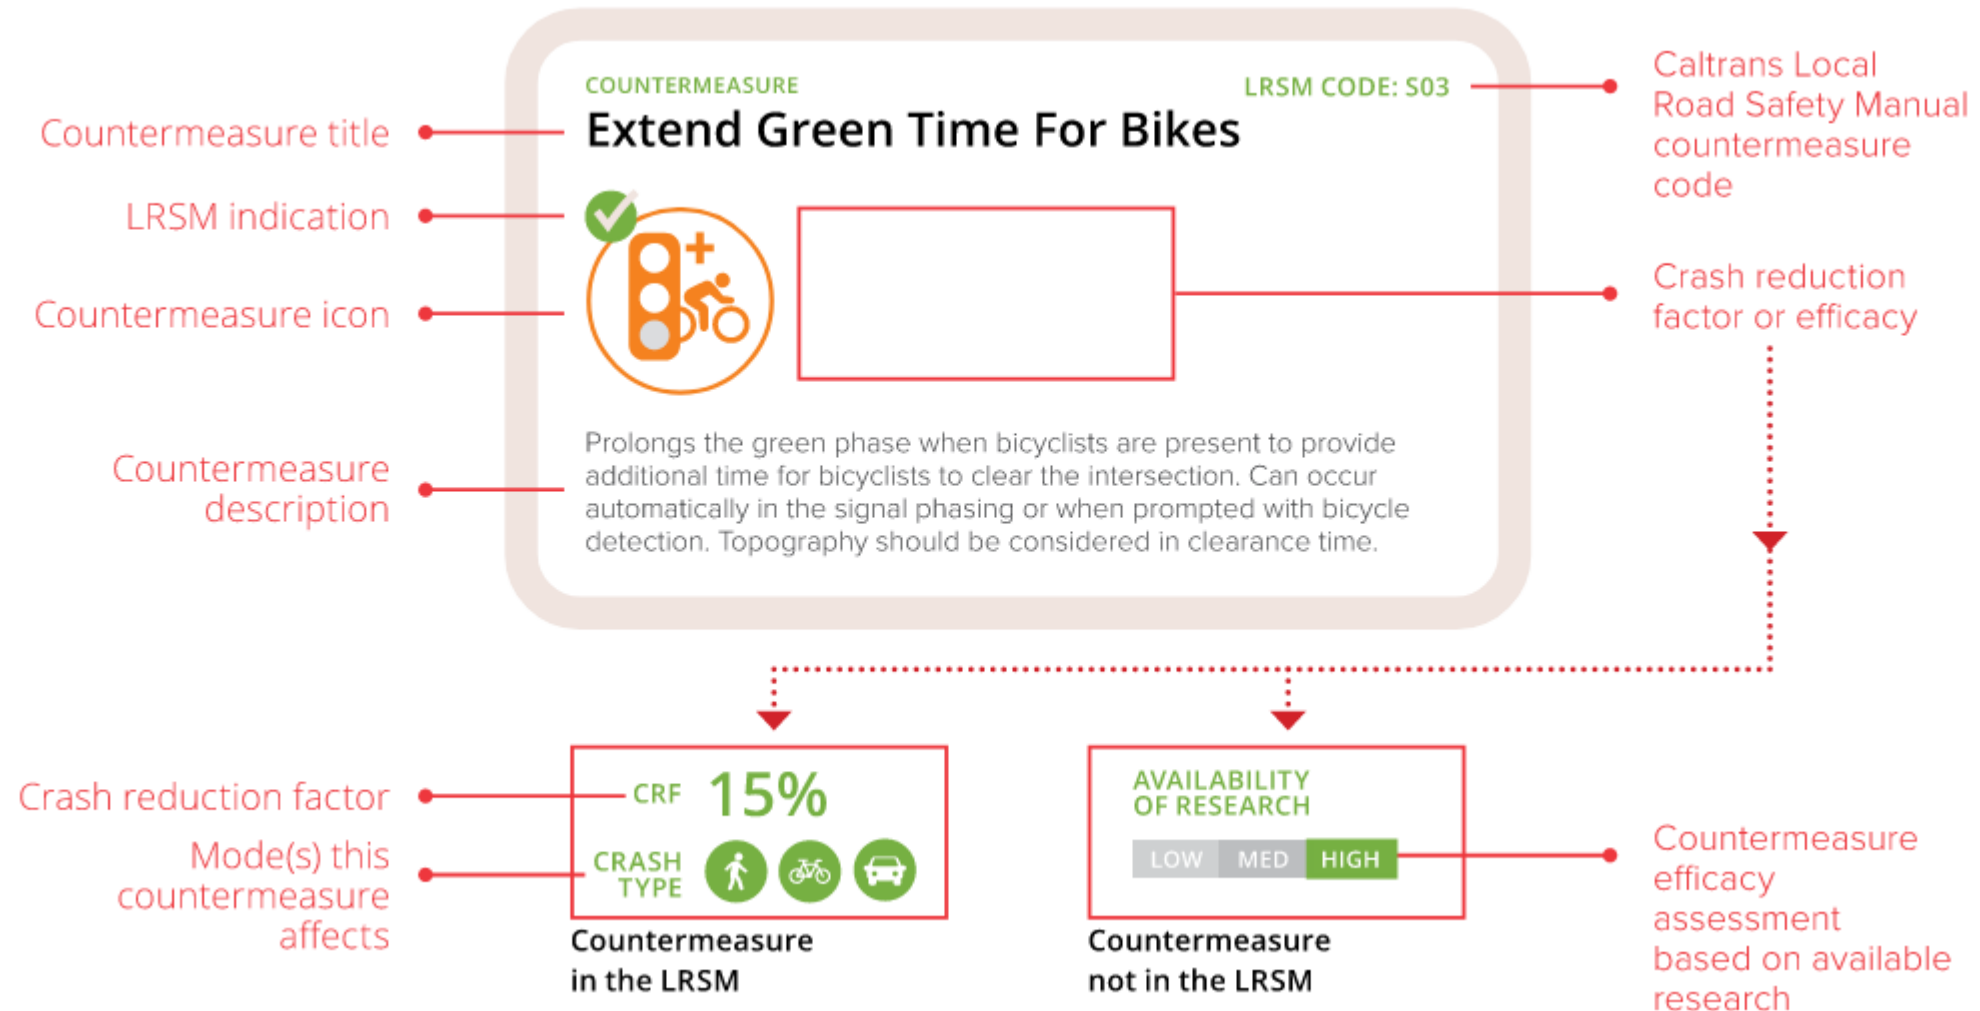 COUNTERMEASURE
LRSM CODE: S03
Extend Green Time For Bikes
Countermeasure title
LRSM indication
Countermeasure icon
Countermeasure
description
Caltrans Local
Road Safety Manual
countermeasure
code
Crash reduction
factor or efficacy
Prolongs the green phase when bicyclists are present to provide
additional time for bicyclists to clear the intersection. Can occur
automatically in the signal phasing or when prompted with bicycle
detection. Topography should be considered in clearance time.
Crash reduction factor
Mode(s) this
countermeasure
affects
CRF 15%
CRASH
TYPE
Countermeasure
in the LRSM
AVAILABILITY
OF RESEARCH
LOW MED HIGH
Countermeasure
not in the LRSM
Countermeasure
efficacy
assessment
based on available
research